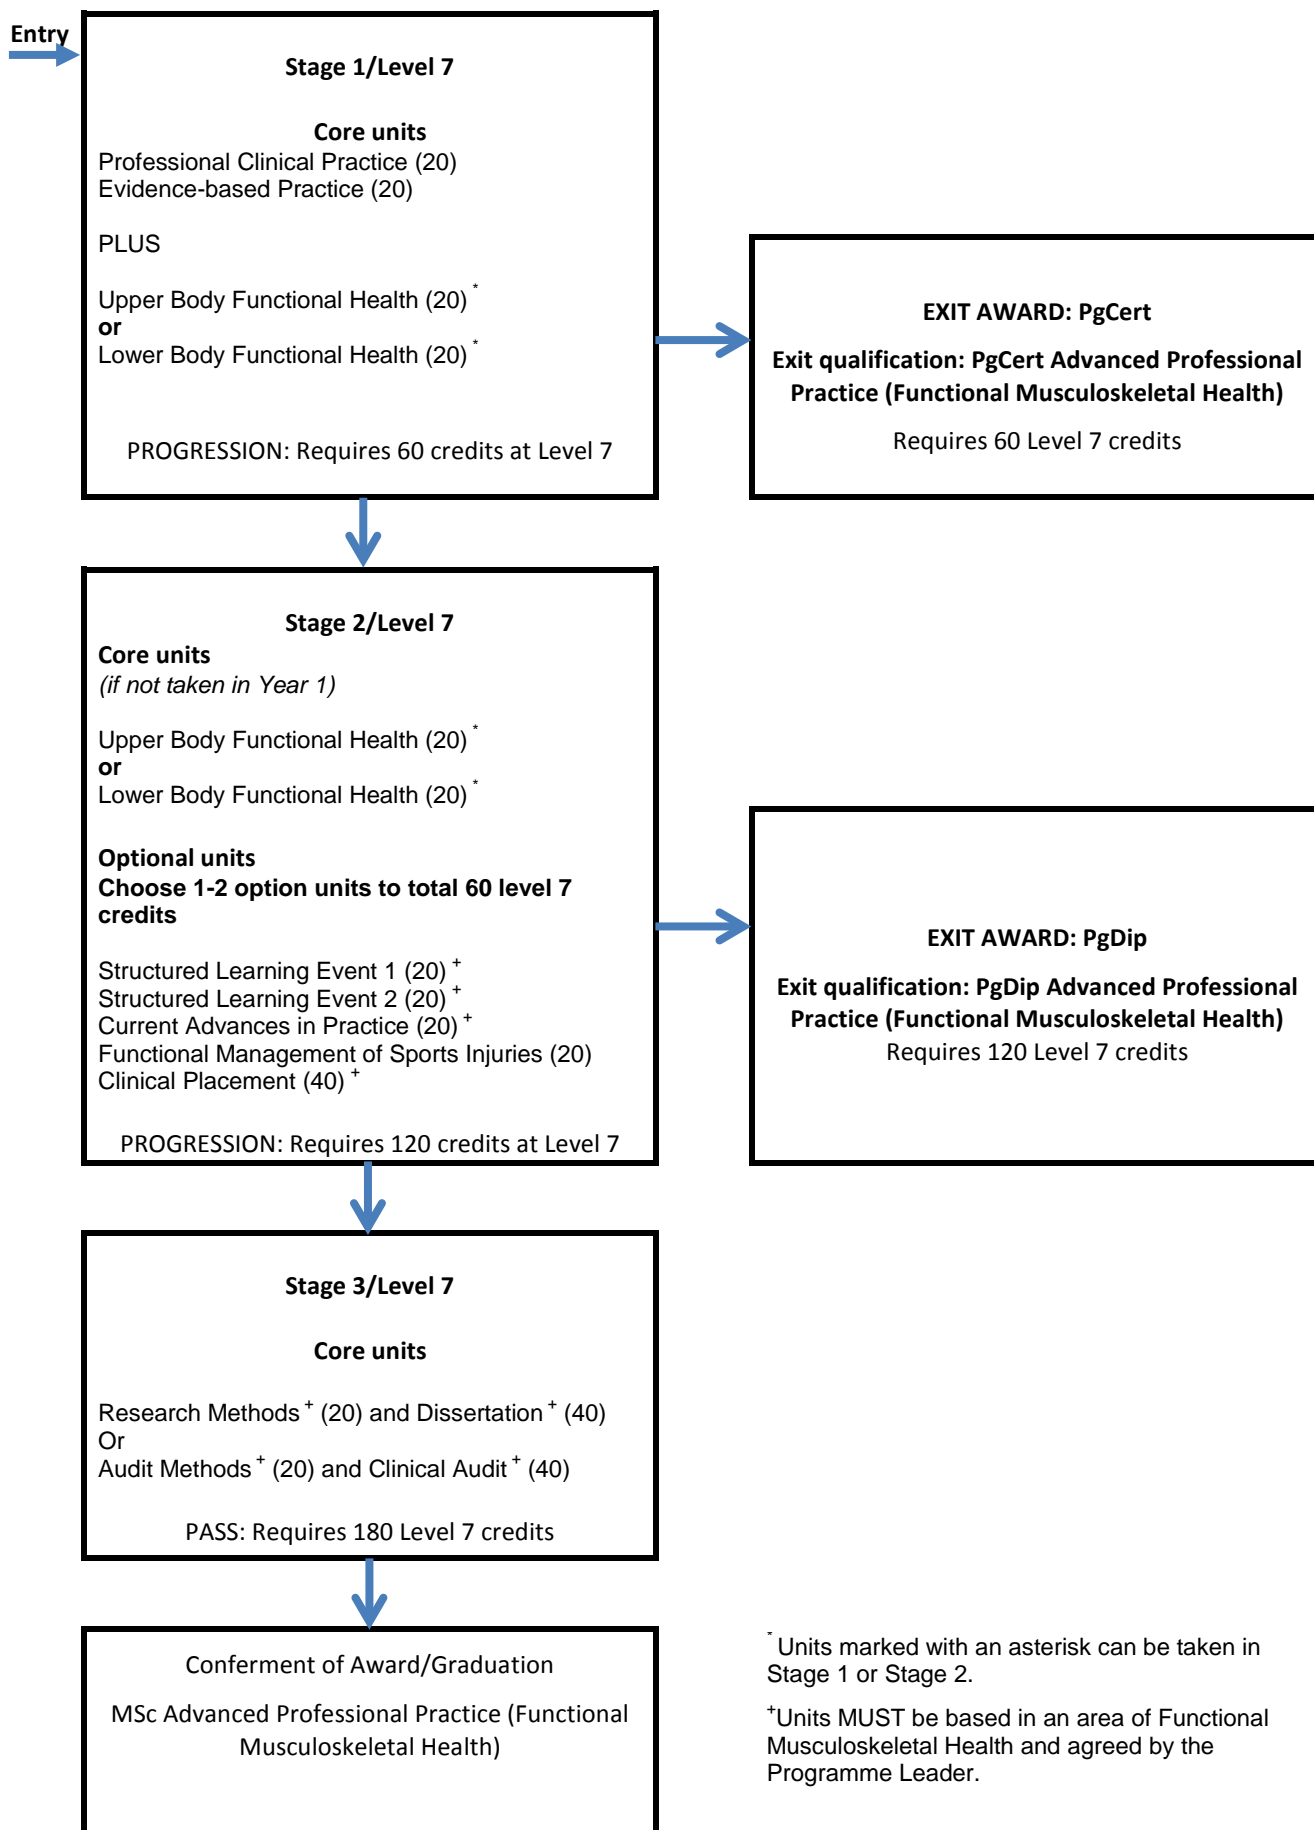 Entry
Stage 1/Level 7
Core units
Professional Clinical Practice (20)
Evidence-based Practice (20)
PLUS
Upper Body Functional Health (20) *
or
Lower Body Functional Health (20) *
PROGRESSION: Requires 60 credits at Level 7
EXIT AWARD: PgCert
Exit qualification: PgCert Advanced Professional
Practice (Functional Musculoskeletal Health)
Requires 60 Level 7 credits
Stage 2/Level 7
Core units
(if not taken in Year 1)
Upper Body Functional Health (20) *
or
Lower Body Functional Health (20) *
Optional units
Choose 1-2 option units to total 60 level 7
credits
Structured Learning Event 1 (20) +
Structured Learning Event 2 (20) +
Current Advances in Practice (20) +
Functional Management of Sports Injuries (20)
Clinical Placement (40) +
PROGRESSION: Requires 120 credits at Level 7
EXIT AWARD: PgDip
Exit qualification: PgDip Advanced Professional
Practice (Functional Musculoskeletal Health)
Requires 120 Level 7 credits
Stage 3/Level 7
Core units
Research Methods + (20) and Dissertation + (40)
Or
Audit Methods + (20) and Clinical Audit + (40)
PASS: Requires 180 Level 7 credits
Conferment of Award/Graduation
MSc Advanced Professional Practice (Functional
Musculoskeletal Health)
* Units marked with an asterisk can be taken in
Stage 1 or Stage 2.
+Units MUST be based in an area of Functional
Musculoskeletal Health and agreed by the
Programme Leader.